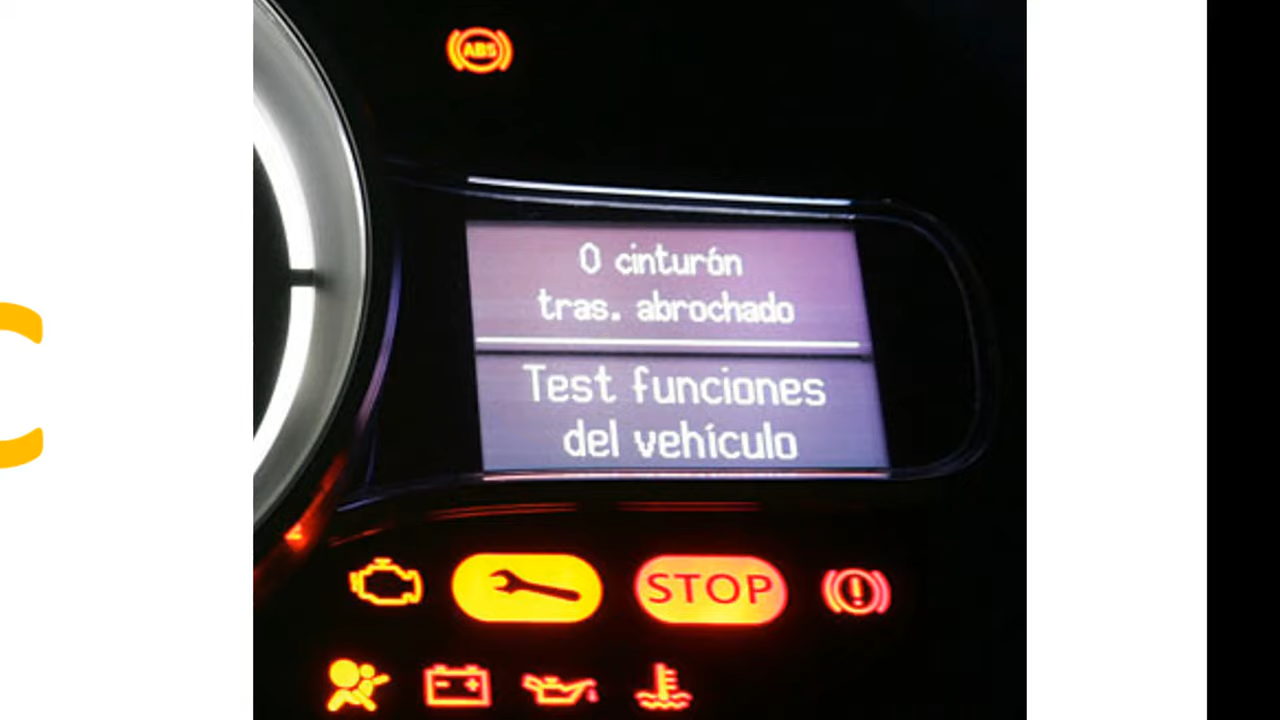 ABS
0 cinturón
tras. abrochado
Test funciones
del vehículo
STOP